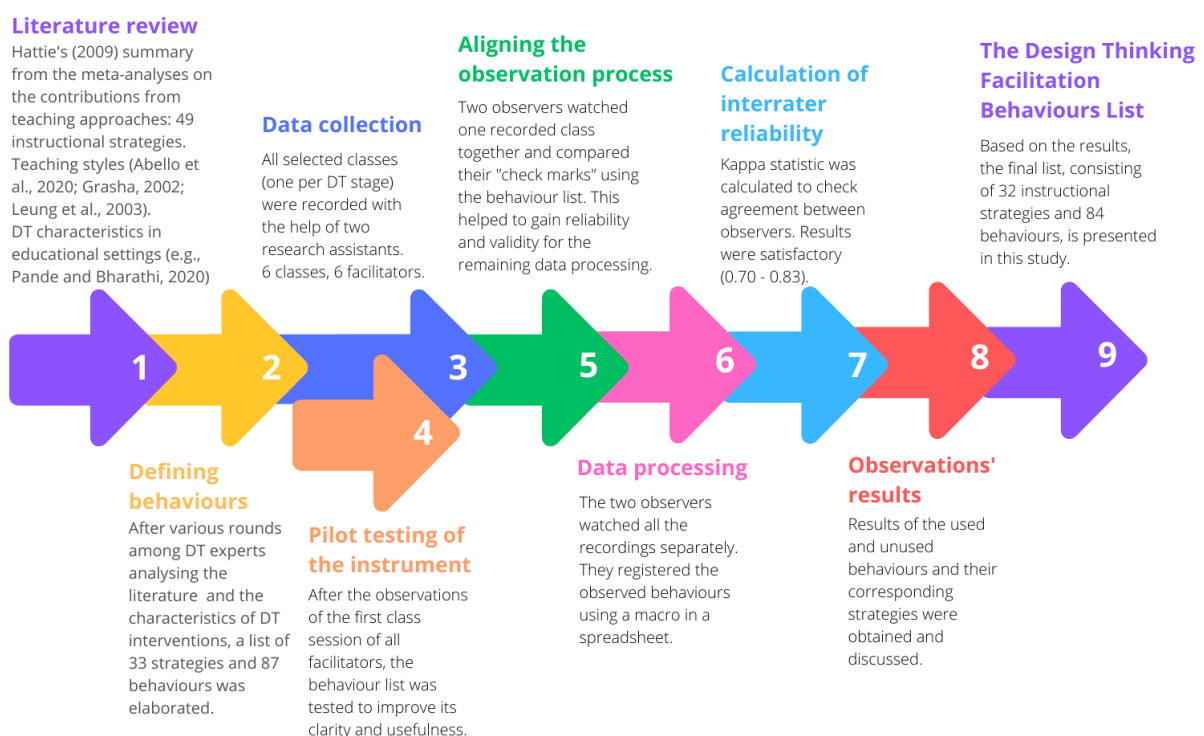 Literature review
Hattie's (2009) summary
from the meta-analyses on
the contributions from
teaching approaches: 49
instructional strategies.
Teaching styles (Abello et
al., 2020; Grasha, 2002;
Leung et al., 2003).
DT characteristics in
educational settings (e.g.,
Pande and Bharathi, 2020)
1
Defining
behaviours
After various rounds
among DT experts
analysing the
literature and the
characteristics of DT
interventions, a list of
33 strategies and 87
behaviours was
elaborated.
2
Data collection
All selected classes
(one per DT stage)
were recorded with
the help of two
research assistants.
6 classes, 6 facilitators.
3
Pilot testing of
the instrument
After the observations
of the first class
session of all
facilitators, the
behaviour list was
tested to improve its
clarity and usefulness.
4
Aligning the
observation process
Two observers watched
one recorded class
together and compared
their "check marks” using
the behaviour list. This
helped to gain reliability
and validity for the
remaining data processing.
5
Data processing
The two observers
watched all the
recordings separately.
They registered the
observed behaviours
using a macro in a
spreadsheet.
6
Calculation of
interrater
reliability
Kappa statistic was
calculated to check
agreement between
observers. Results
were satisfactory
(0.70 - 0.83).
7
Observations'
results
Results of the used
and unused
behaviours and their
corresponding
strategies were
obtained and
discussed.
8
The Design Thinking
Facilitation
Behaviours List
Based on the results,
the final list, consisting
of 32 instructional
strategies and 84
behaviours, is presented
in this study.
9